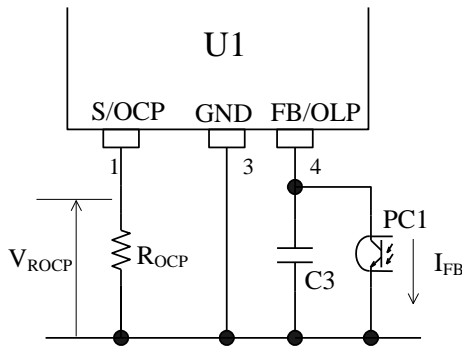 U1
S/OCP GND FB/OLP
1 3 4
PC1
VROCP ROCP C3 IFB